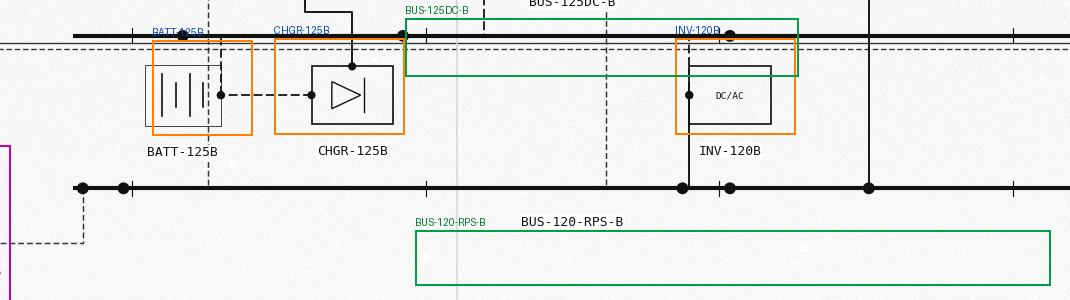 BUS-125DC-B
BUS-125DC-B
BATT-125B
CHGR-125B
INV-120B
DC/AC
BATT-125B
CHGR-125B
INV-120B
BUS-120-RPS-B
BUS-120-RPS-B